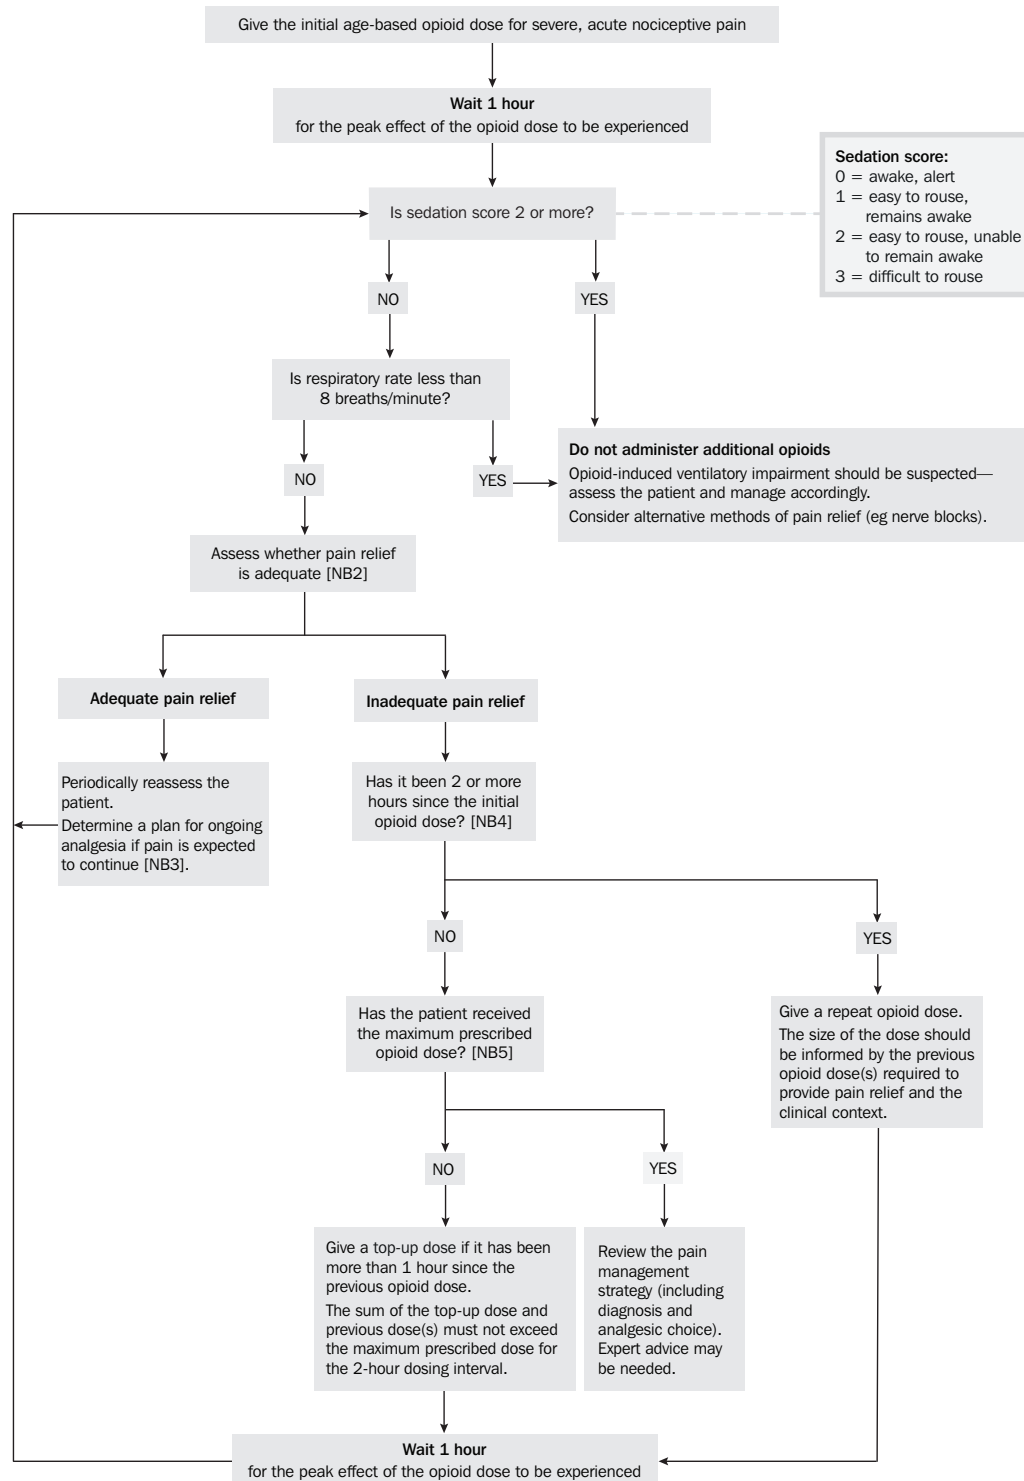 Give the initial age-based opioid dose for severe, acute nociceptive pain
Wait 1 hour
for the peak effect of the opioid dose to be experienced
Sedation score:
0 = awake, alert
1 = easy to rouse,
remains awake
2 = easy to rouse, unable
to remain awake
3 = difficult to rouse
Is sedation score 2 or more?
NO
YES
Is respiratory rate less than
8 breaths/minute?
NO
YES
Do not administer additional opioids
Opioid-induced ventilatory impairment should be suspected—
assess the patient and manage accordingly.
Consider alternative methods of pain relief (eg nerve blocks).
Assess whether pain relief
is adequate [NB2]
Adequate pain relief
Inadequate pain relief
Periodically reassess the
patient.
Determine a plan for ongoing
analgesia if pain is expected
to continue [NB3].
Has it been 2 or more
hours since the initial
opioid dose? [NB4]
NO
YES
Has the patient received
the maximum prescribed
opioid dose? [NB5]
Give a repeat opioid dose.
The size of the dose should
be informed by the previous
opioid dose(s) required to
provide pain relief and the
clinical context.
NO
YES
Give a top-up dose if it has been
more than 1 hour since the
previous opioid dose.
The sum of the top-up dose and
previous dose(s) must not exceed
the maximum prescribed dose for
the 2-hour dosing interval.
Review the pain
management
strategy (including
diagnosis and
analgesic choice).
Expert advice may
be needed.
Wait 1 hour
for the peak effect of the opioid dose to be experienced